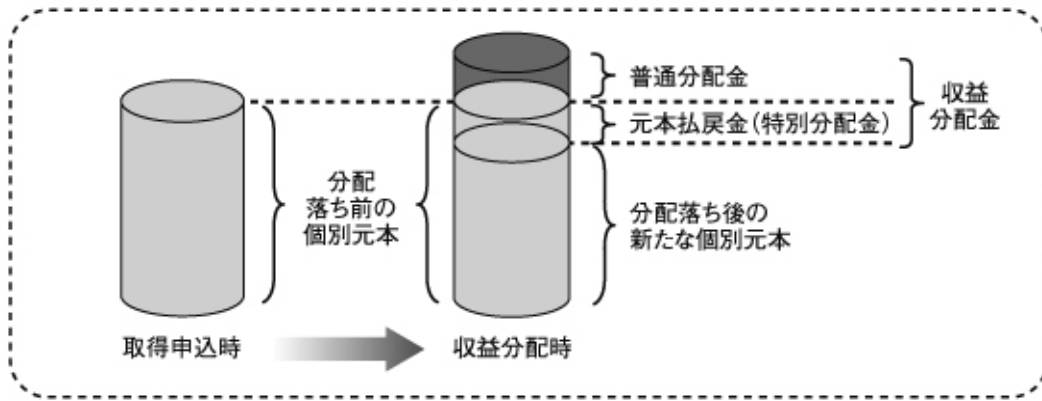 普通分配金
元本払戻金（特別分配金）
収益
分配金
分配
落ち前の
個別元本
分配落ち後の
新たな個別元本
取得申込時
収益分配時